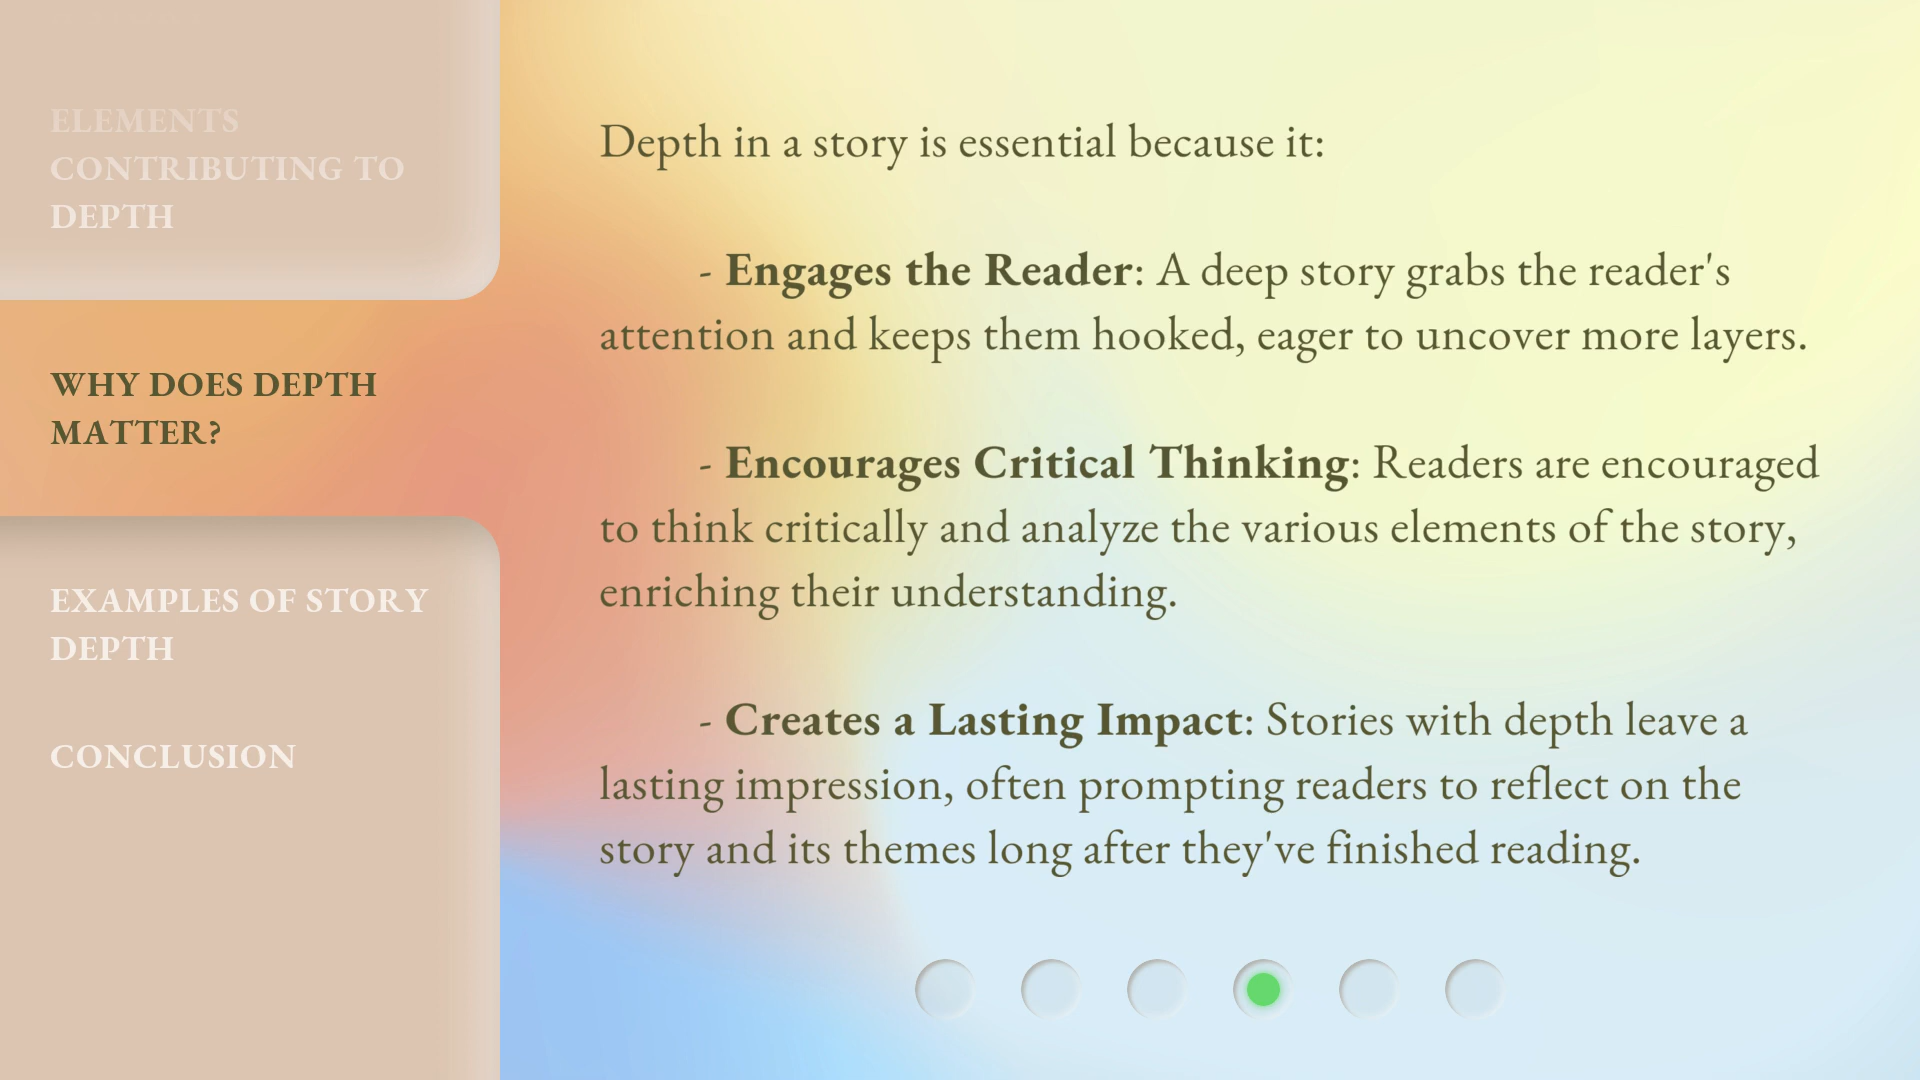 ELEMENTS
CONTRIBUTING TO
DEPTH
WHY DOES DEPTH
MATTER?
EXAMPLES OF STORY
DEPTH
CONCLUSION
Depth in a story is essential because it:
- Engages the Reader: A deep story grabs the reader's
attention and keeps them hooked, eager to uncover more layers.
- Encourages Critical Thinking: Readers are encouraged
to think critically and analyze the various elements of the story,
enriching their understanding.
- Creates a Lasting Impact: Stories with depth leave a
lasting impression, often prompting readers to reflect on the
story and its themes long after they've finished reading.